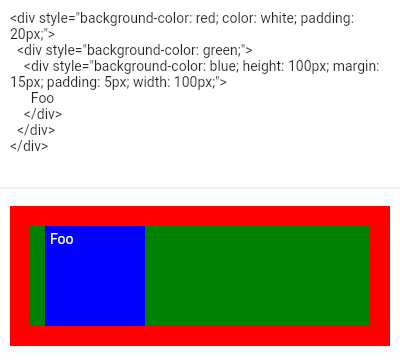 <div style="background-color: red; color: white; padding:
20px;">
<div style="background-color: green;">
<div style="background-color: blue; height: 100px; margin:
15px; padding: 5px; width: 100px;">
Foo
</div>
</div>
</div>
Foo